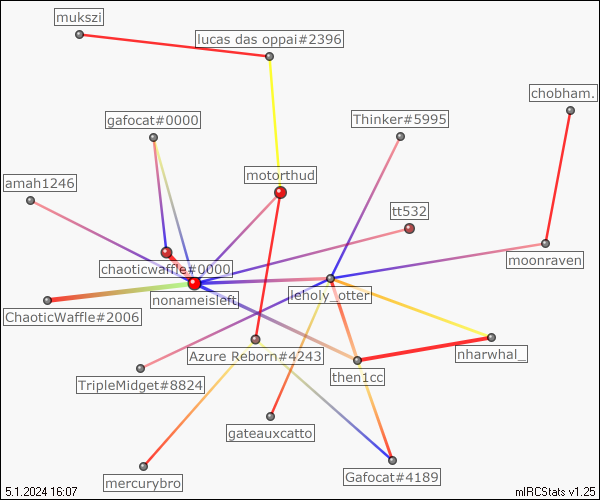 mukszi
lucas das oppai#2396
chobham.
gafocat#0000
Thinker#5995
motorthud
amah1246
tt532
moonraven
chaoticwaffle#0000
nonameisleft
leholy_otter
ChaoticWaffle#2006
Azure Reborn#4243
nharwhal_
TripleMidget#8824
then1cc
gateauxcatto
mercurybro
Gafocat#4189
5.1.2024 16:07
mIRCStats v1.25